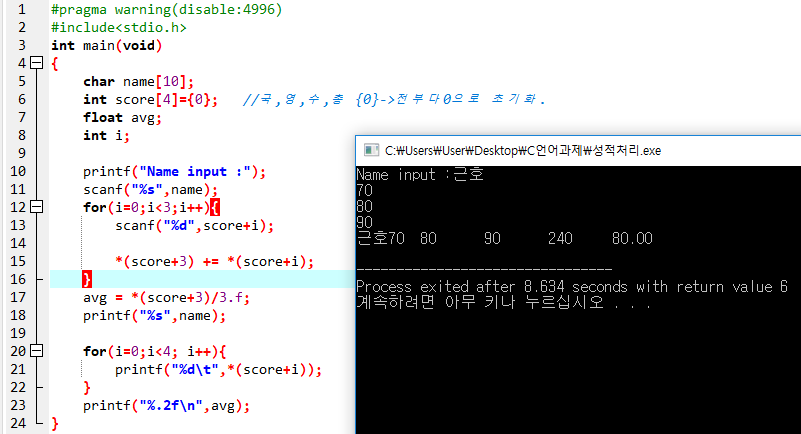 1 #pragma warning(disable:4996)
2 #include<stdio.h>
3 int main(void)
4 {
5 char name[10];
6 int score[4]={0}; //국,영,수,총 {0}->전부다0으로 초기화.
7 float avg;
8 int i;
9
10 printf("Name input :");
11 scanf("%s",name);
12 for(i=0;i<3;i++){
13 scanf("%d",score+i);
14
15 *(score+3) += *(score+i);
16 }
17 avg = *(score+3)/3.f;
18 printf("%s",name);
19
20 for(i=0;i<4; i++){
21 printf("%d\t",*(score+i));
22 }
23 printf("%.2f\n",avg);
24 }
C:₩Users₩User₩Desktop₩C언어과제₩성적처리.exe
Name input :근호
70
80
90
근호70 80 90 240 80.00
--------------------------------
Process exited after 8.634 seconds with return value 6
계속하려면 아무 키나 누르십시오 . . .